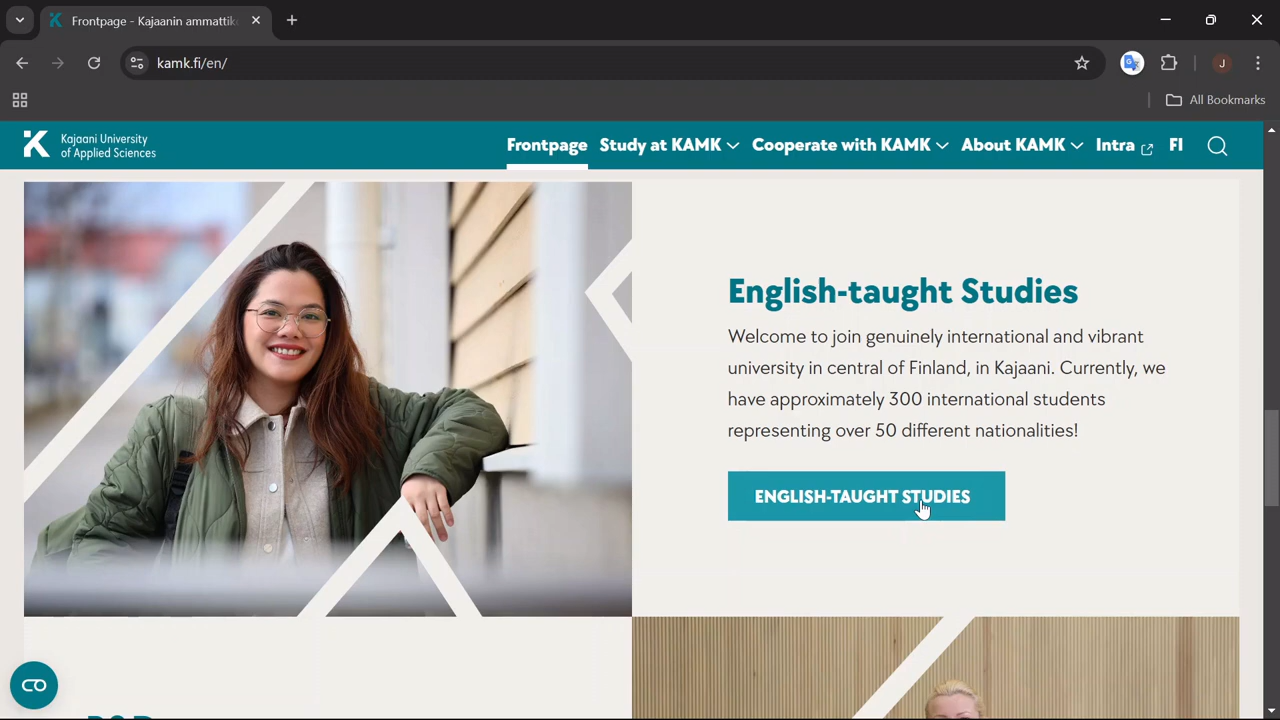 Frontpage - Kajaanin ammattik
kamk.fi/en/
J
All Bookmarks
Kajaani University
of Applied Sciences
Frontpage
Study at KAMK
Cooperate with KAMK
About KAMK
Intra
FI
English-taught Studies
Welcome to join genuinely international and vibrant
university in central of Finland, in Kajaani. Currently, we
have approximately 300 international students
representing over 50 different nationalities!
ENGLISH-TAUGHT STUDIES